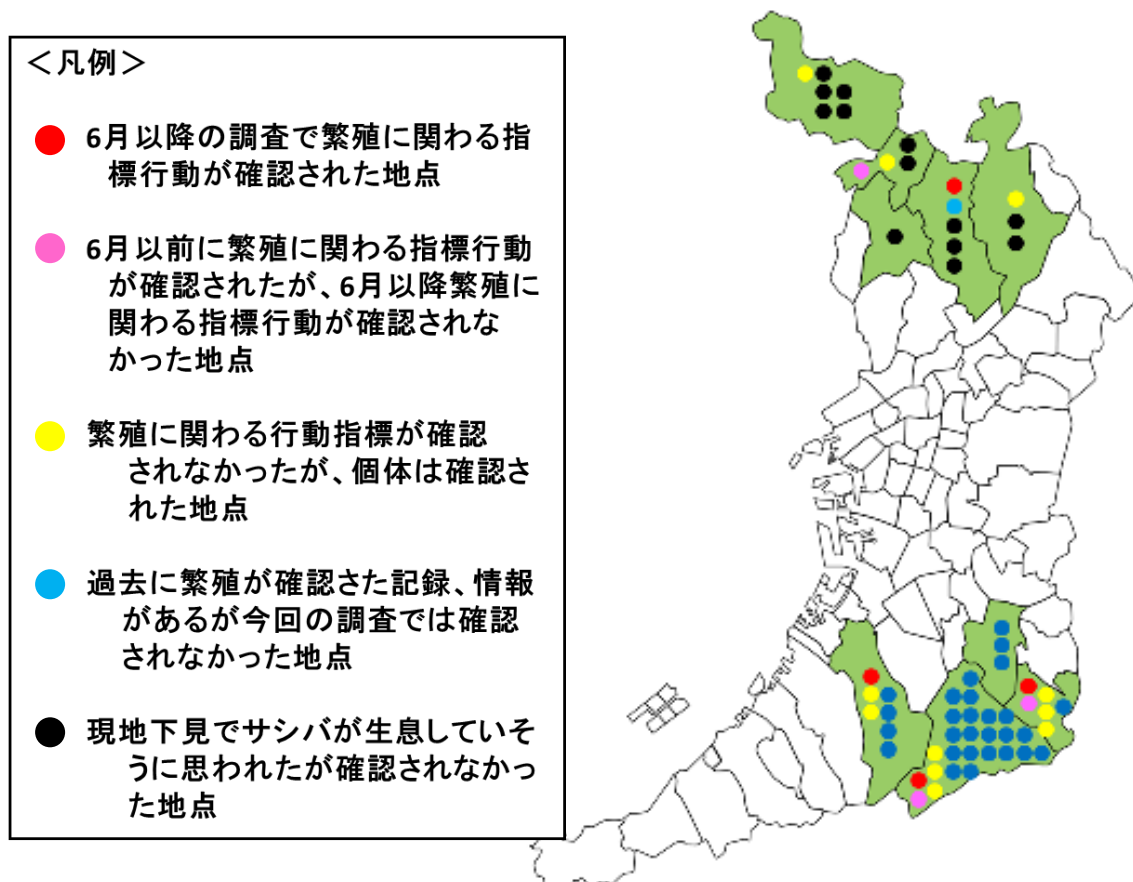 ＜凡例＞
6月以降の調査で繁殖に関わる指
標行動が確認された地点
6月以前に繁殖に関わる指標行動
が確認されたが、6月以降繁殖に
関わる指標行動が確認されな
かった地点
繁殖に関わる行動指標が確認
されなかったが、個体は確認さ
れた地点
過去に繁殖が確認さた記録、情報
があるが今回の調査では確認
されなかった地点
現地下見でサシバが生息していそ
うに思われたが確認されなかっ
た地点